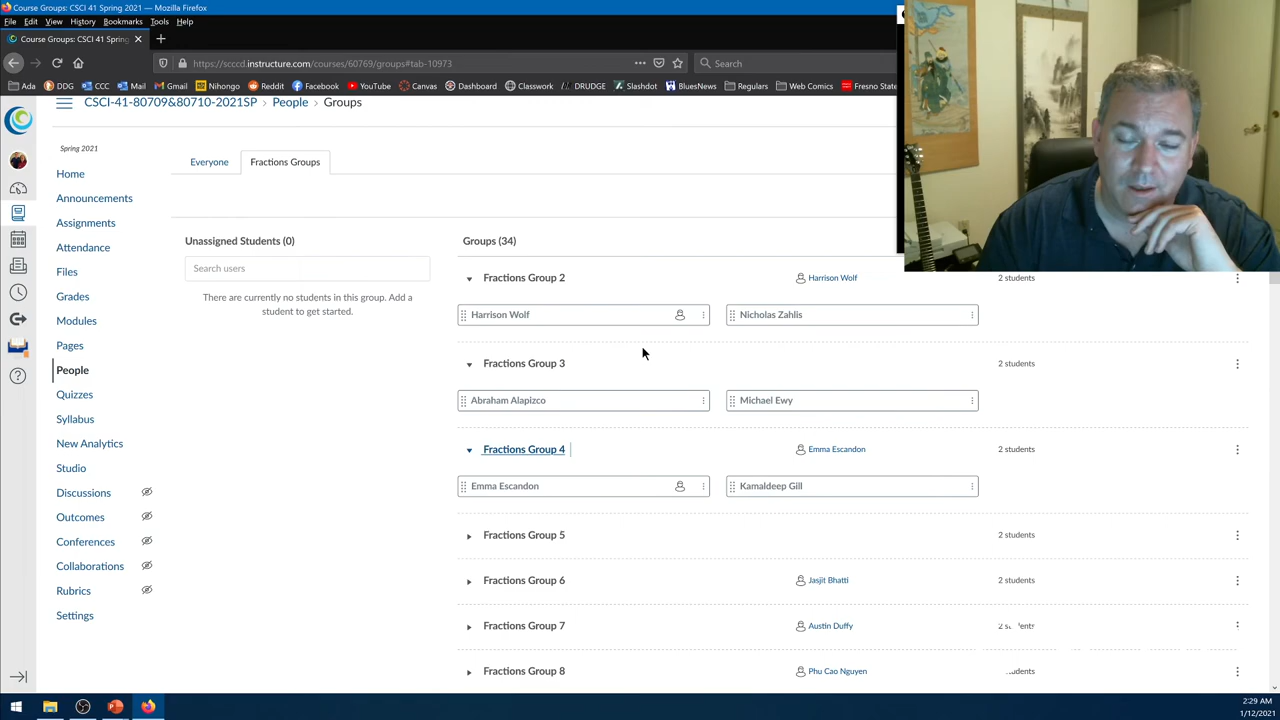 Course Groups: CSCI 41 Spring 2021 — Mozilla Firefox
File Edit View History Bookmarks Tools Help
Course Groups: CSCI 41 Spring
https://scccd.instructure.com/courses/60769/groups#tab-10973
Search
Ada DDG CCC Mail Gmail Nihongo Reddit Facebook YouTube Canvas Dashboard Classwork DRUDGE Slashdot BluesNews Regulars Web Comics Fresno State
CSCI-41-80709&80710-2021SP > People > Groups
Spring 2021
Home
Announcements
Assignments
Attendance
Files
Grades
Modules
Pages
People
Quizzes
Syllabus
New Analytics
Studio
Discussions
Outcomes
Conferences
Collaborations
Rubrics
Settings
Everyone Fractions Groups
Unassigned Students (0)
Search users
There are currently no students in this group. Add a
student to get started.
Groups (34)
Fractions Group 2 Harrison Wolf 2 students
Harrison Wolf Nicholas Zahlis
Fractions Group 3 2 students
Abraham Alapizco Michael Ewy
Fractions Group 4 Emma Escandon 2 students
Emma Escandon Kamaldeep Gill
Fractions Group 5 2 students
Fractions Group 6 Jasjit Bhatti 2 students
Fractions Group 7 Austin Duffy
Fractions Group 8 Phu Cao Nguyen
2:29 AM
1/12/2021